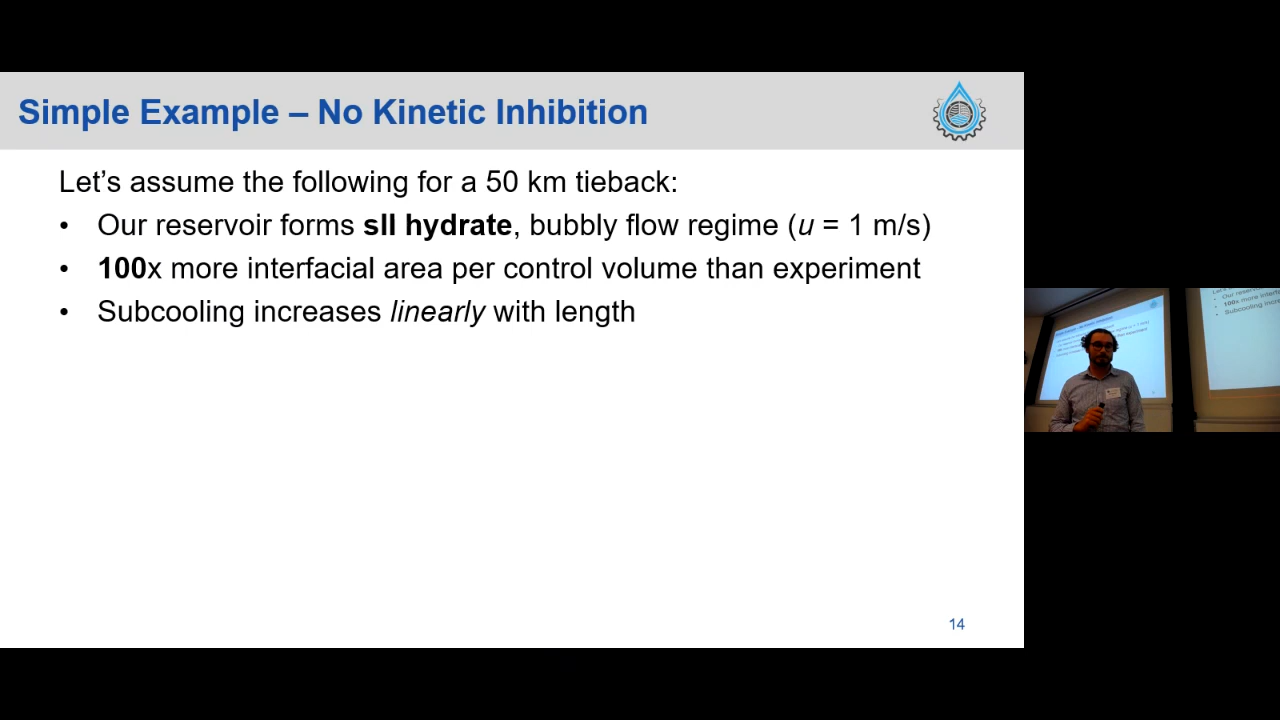 Simple Example – No Kinetic Inhibition
Let's assume the following for a 50 km tieback:
• Our reservoir forms sII hydrate, bubbly flow regime (u = 1 m/s)
• 100x more interfacial area per control volume than experiment
• Subcooling increases linearly with length
14